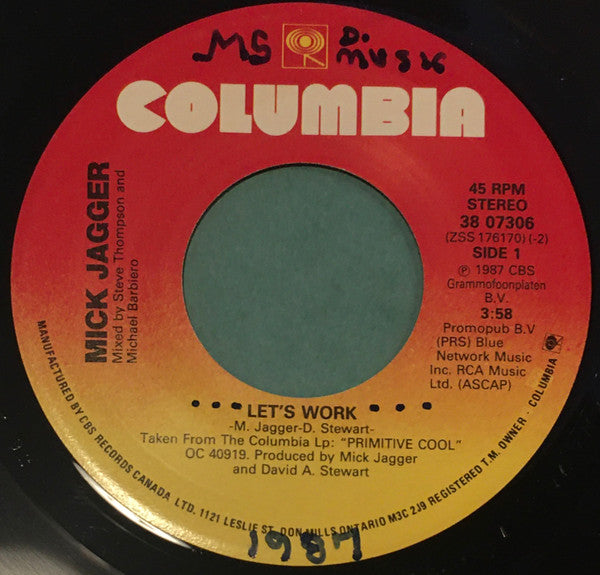 MS D. MUSIC
COLUMBIA
MICK JAGGER
Mixed by Steve Thompson and
Michael Barbiero
45 RPM
STEREO
38 07306
(ZSS 176170) (-2)
SIDE 1
℗ 1987 CBS
Grammofoonplaten
B.V.
3:58
Promopub B.V
(PRS) Blue
Network Music
Inc. RCA Music
Ltd. (ASCAP)
LET'S WORK
-M. Jagger-D. Stewart-
Taken From The Columbia Lp: "PRIMITIVE COOL"
OC 40919. Produced by Mick Jagger
and David A. Stewart
MANUFACTURED BY CBS RECORDS CANADA LTD. 1121 LESLIE ST. DON MILLS ONTARIO M3C 2J9 REGISTERED T.M. OWNER - COLUMBIA
1987